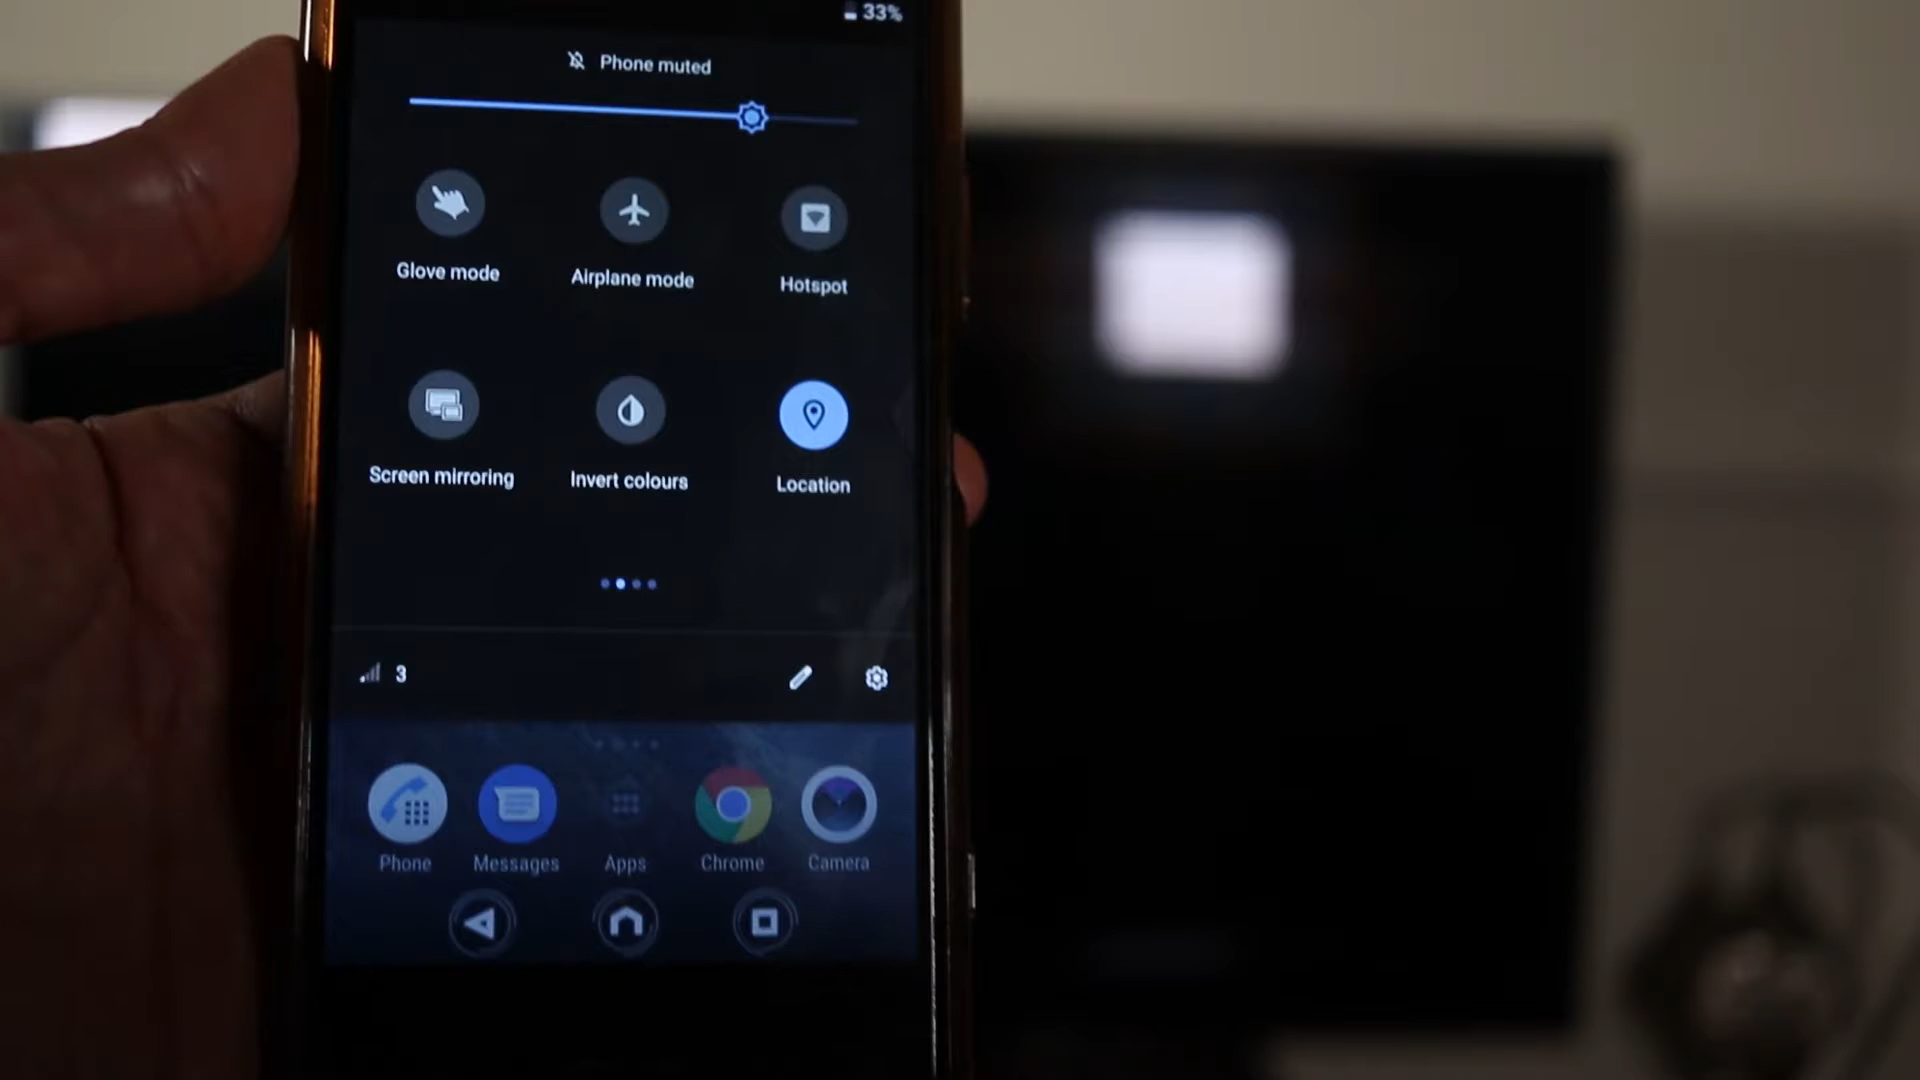 33%
Phone muted
Glove mode Airplane mode Hotspot
Screen mirroring Invert colours Location
3
Phone Messages Apps Chrome Camera